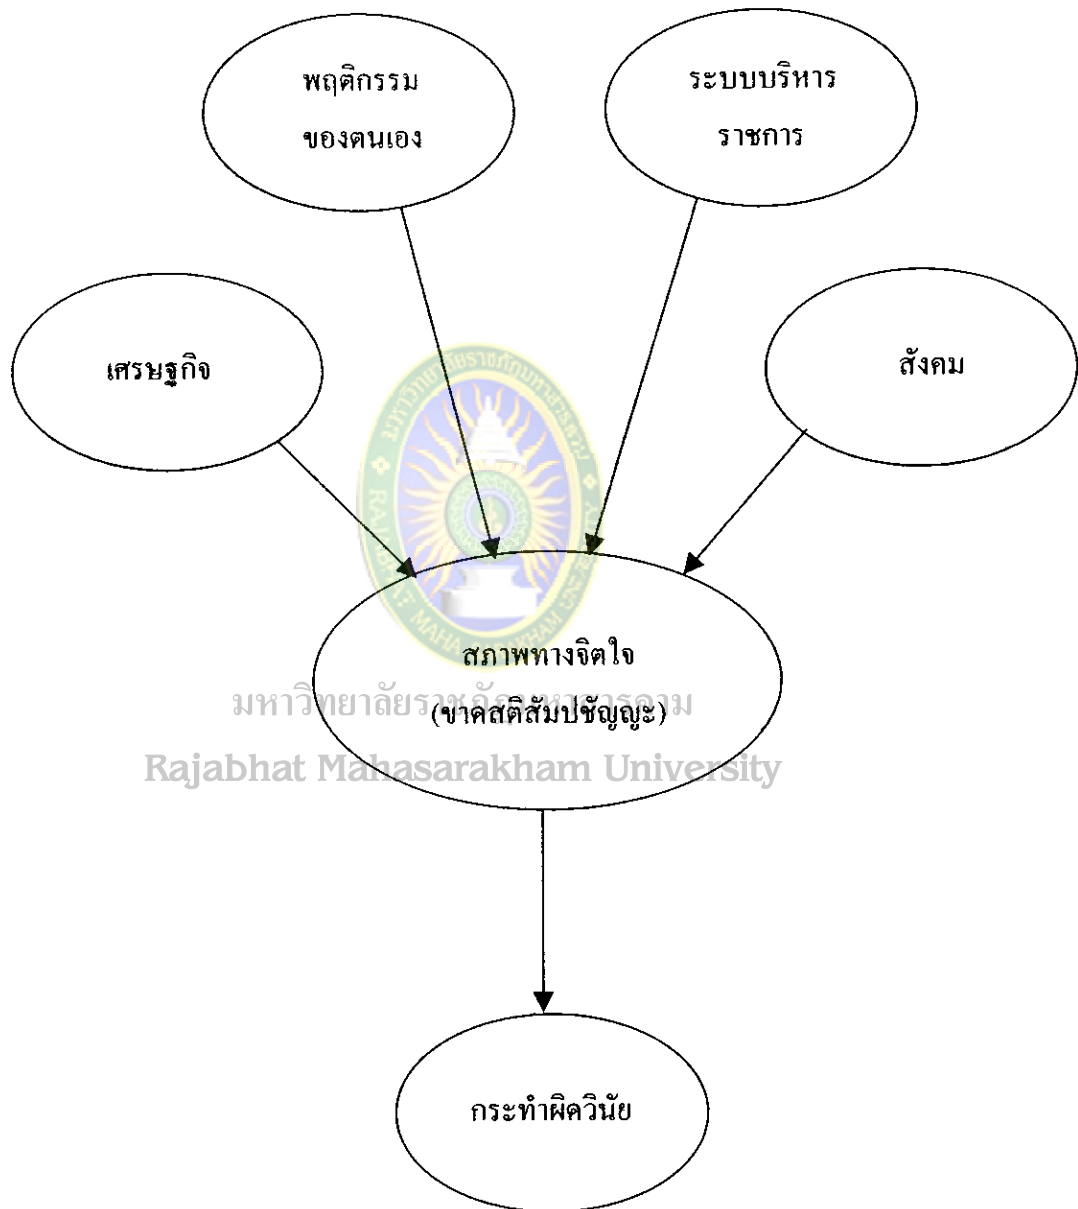 พฤติกรรม
ของตนเอง
ระบบบริหาร
ราชการ
เศรษฐกิจ
สังคม
สภาพทางจิตใจ
(ขาดสติสัมปชัญญะ)
มหาวิทยาลัยราชภัฏมหาสารคาม
Rajabhat Mahasarakham University
กระทำผิดวินัย